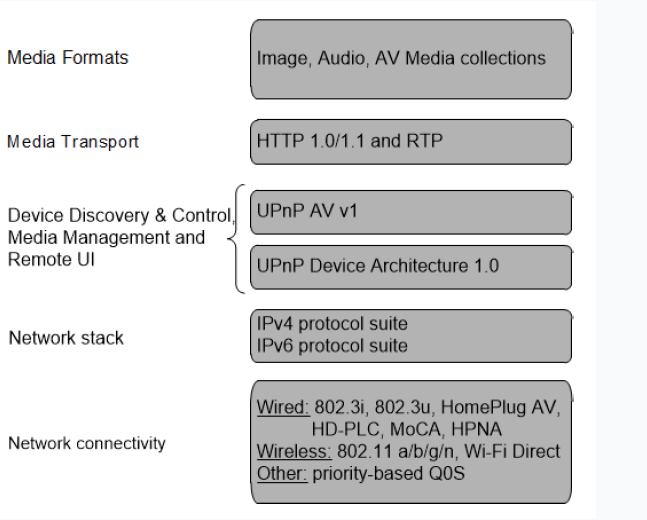 Media Formats
Image, Audio, AV Media collections
Media Transport
HTTP 1.0/1.1 and RTP
Device Discovery & Control,
Media Management and
Remote UI
UPnP AV v1
UPnP Device Architecture 1.0
Network stack
IPv4 protocol suite
IPv6 protocol suite
Network connectivity
Wired: 802.3i, 802.3u, HomePlug AV,
HD-PLC, MoCA, HPNA
Wireless: 802.11 a/b/g/n, Wi-Fi Direct
Other: priority-based Q0S